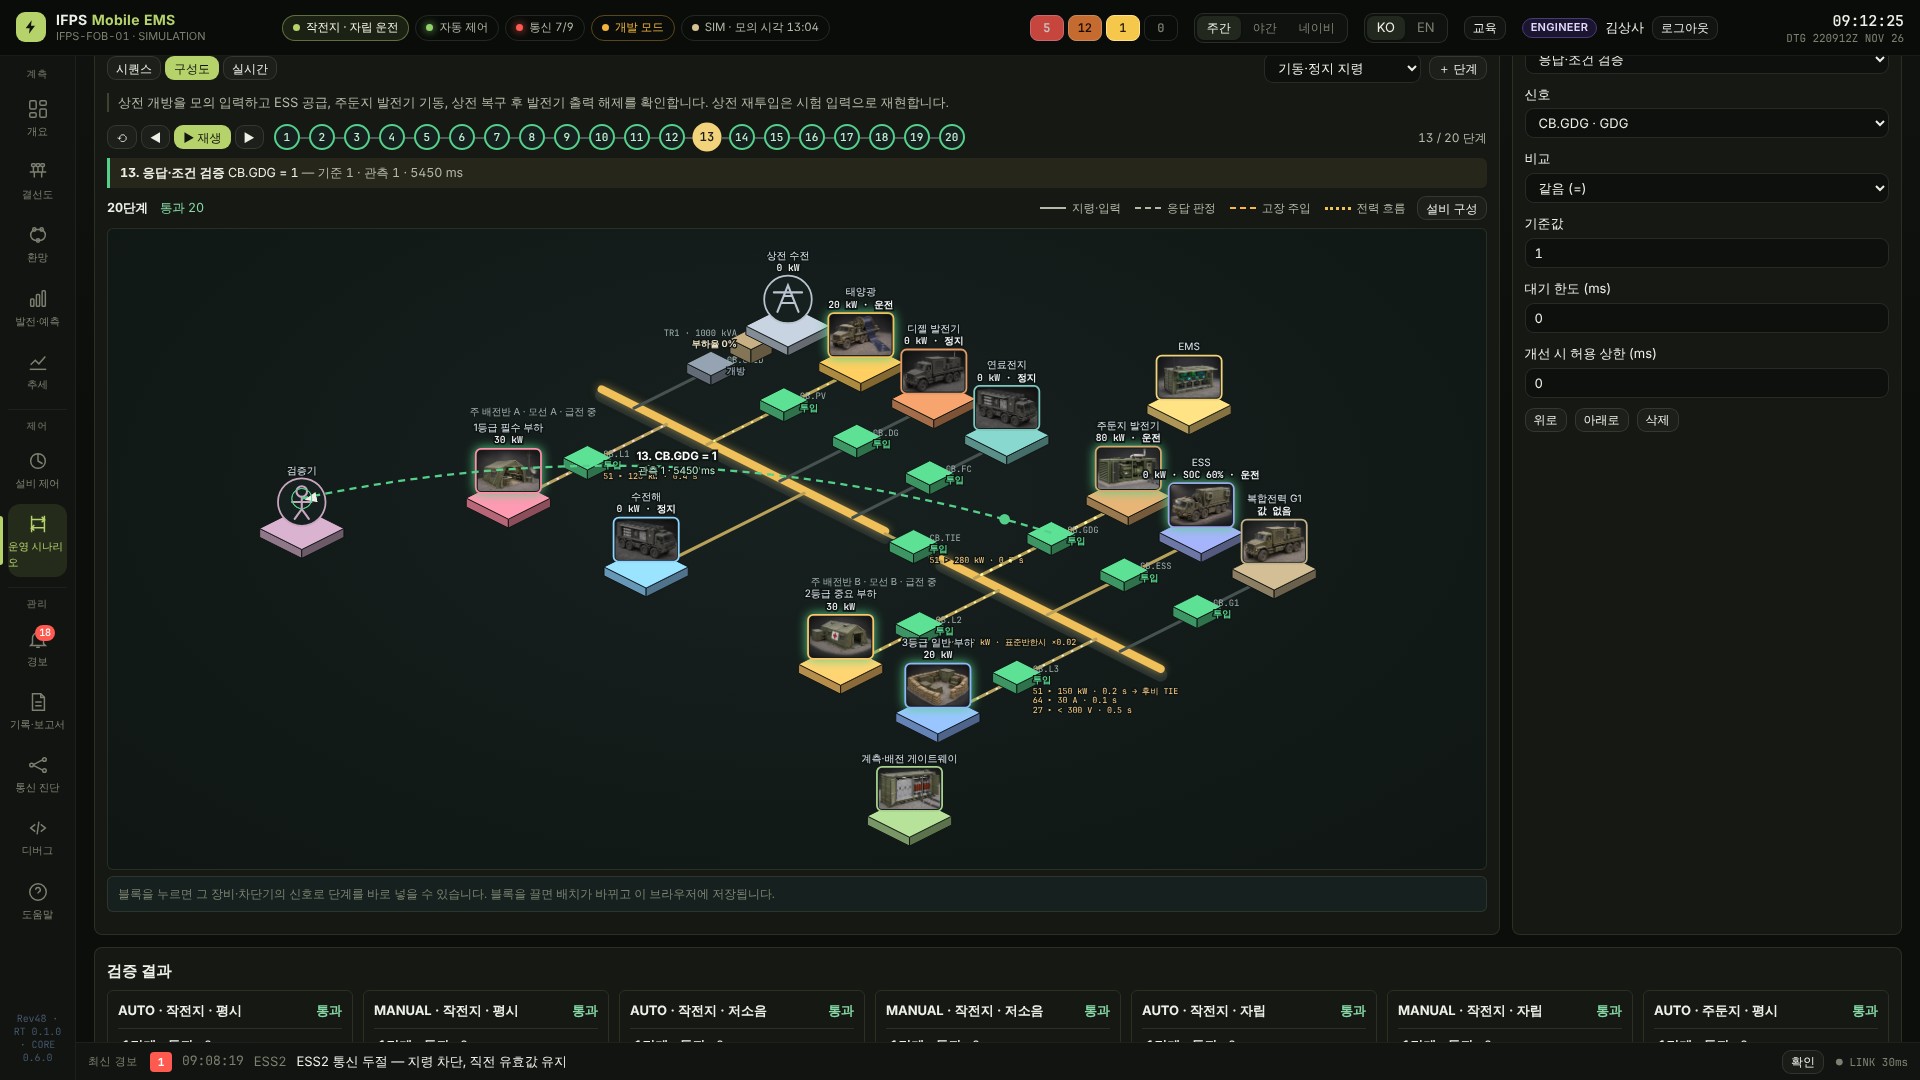 IFPS Mobile EMS
IFPS-FOB-01 · SIMULATION
작전지 · 자립 운전
자동 제어
통신 7/9
개발 모드
SIM · 모의 시각 13:04
5
12
1
0
주간
야간
네이비
KO
EN
교육
ENGINEER
김상사
로그아웃
09:12:25
DTG 220912Z NOV 26
계측
개요
결선도
환망
발전·예측
추세
제어
설비 제어
운영 시나리오
관리
18
경보
기록·보고서
통신 진단
디버그
도움말
Rev48 ·
RT 0.1.0
· CORE
0.6.0
시퀀스
구성도
실시간
기동·정지 지령
+ 단계
상전 개방을 모의 입력하고 ESS 공급, 주둔지 발전기 기동, 상전 복구 후 발전기 출력 해제를 확인합니다. 상전 재투입은 시험 입력으로 재현합니다.
재생
1 2 3 4 5 6 7 8 9 10 11 12 13 14 15 16 17 18 19 20
13 / 20 단계
13. 응답·조건 검증 CB.GDG = 1 — 기준 1 · 관측 1 · 5450 ms
20단계
통과 20
지령·입력
응답 판정
고장 주입
전력 흐름
설비 구성
상전 수전
0 kW
태양광
20 kW · 운전
TR1 · 1000 kVA
부하율 0%
개방
디젤 발전기
0 kW · 정지
연료전지
0 kW · 정지
EMS
CB.PV
투입
주 배전반 A · 모선 A · 급전 중
1등급 필수 부하
30 kW
CB.DG
투입
주둔지 발전기
80 kW · 운전
CB.L1
투입
13. CB.GDG = 1
관측 1 · 5450 ms
검증기
CB.FC
투입
ESS
0 kW · SOC 60% · 운전
수전해
0 kW · 정지
복합전력 G1
값 없음
CB.GDG
투입
CB.TIE
투입
CB.ESS
투입
주 배전반 B · 모선 B · 급전 중
2등급 중요 부하
30 kW
CB.G1
투입
CB.L2
투입
3등급 일반 부하
kW · 표준반한시 ×0.02
20 kW
CB.L3
투입
51 · 150 kW · 0.2 s → 후비 TIE
64 · 30 A · 0.1 s
27 · < 300 V · 0.5 s
계측·배전 게이트웨이
블록을 누르면 그 장비·차단기의 신호로 단계를 바로 넣을 수 있습니다. 블록을 끌면 배치가 바뀌고 이 브라우저에 저장됩니다.
응답·조건 검증
신호
CB.GDG · GDG
비교
같음 (=)
기준값
1
대기 한도 (ms)
0
개선 시 허용 상한 (ms)
0
위로
아래로
삭제
검증 결과
AUTO · 작전지 · 평시
통과
MANUAL · 작전지 · 평시
통과
AUTO · 작전지 · 저소음
통과
MANUAL · 작전지 · 저소음
통과
AUTO · 작전지 · 자립
통과
MANUAL · 작전지 · 자립
통과
AUTO · 주둔지 · 평시
통과
최신 경보
1
09:08:19
ESS2
ESS2 통신 두절 — 지령 차단, 직전 유효값 유지
확인
LINK 30ms